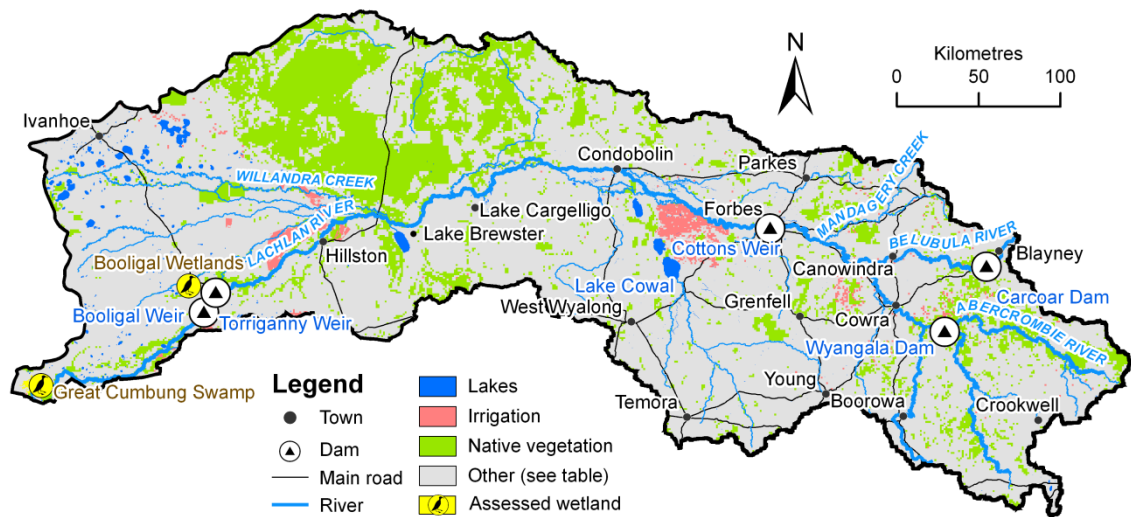 N
Kilometres
0 50 100
Ivanhoe
Condobolin
Parkes
MANDAGERY CREEK
WILLANDRA CREEK
Lake Cargelligo
Forbes
LACHLAN RIVER
Lake Brewster
BELUBULA RIVER
Hillston
Cottons Weir
Blayney
Booligal Wetlands
Canowindra
Lake Cowal
Grenfell
Carcoar Dam
Booligal Weir
Torriganny Weir
West Wyalong
Cowra
ABERCROMBIE RIVER
Wyangala Dam
Great Cumbung Swamp
Young
Temora
Boorowa
Crookwell
Legend
Town
Dam
Main road
River
Lakes
Irrigation
Native vegetation
Other (see table)
Assessed wetland